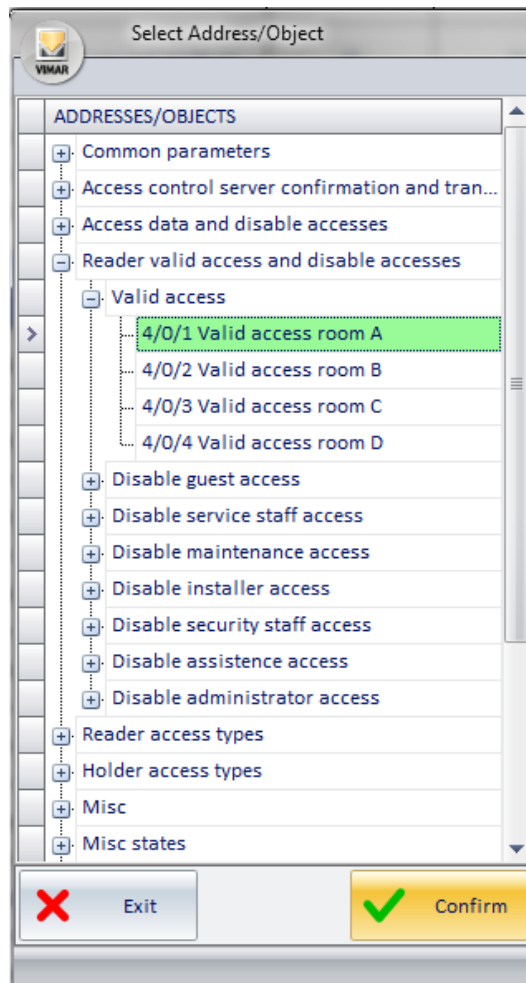 Select Address/Object
VIMAR
ADDRESSES/OBJECTS
Common parameters
Access control server confirmation and tran...
Access data and disable accesses
Reader valid access and disable accesses
Valid access
4/0/1 Valid access room A
4/0/2 Valid access room B
4/0/3 Valid access room C
4/0/4 Valid access room D
Disable guest access
Disable service staff access
Disable maintenance access
Disable installer access
Disable security staff access
Disable assistence access
Disable administrator access
Reader access types
Holder access types
Misc
Misc states
Exit
Confirm